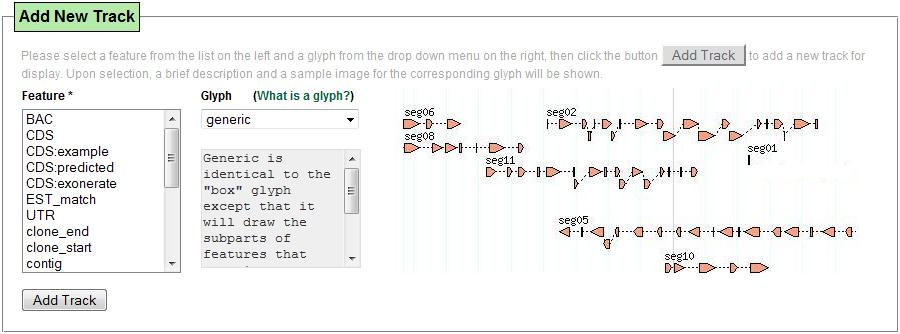 Add New Track
Please select a feature from the list on the left and a glyph from the drop down menu on the right, then click the button Add Track to add a new track for
display. Upon selection, a brief description and a sample image for the corresponding glyph will be shown.
Feature *
BAC
CDS
CDS:example
CDS:predicted
CDS:exonerate
EST_match
UTR
clone_end
clone_start
contig
Glyph (What is a glyph?)
generic
Generic is
identical to the
"box" glyph
except that it
will draw the
subparts of
features that
seg06
seg02
seg08
seg01
seg11
seg05
seg10
Add Track